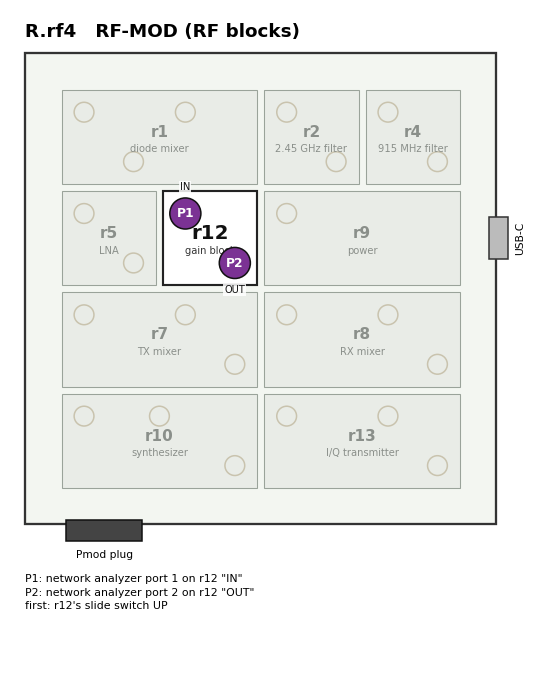 R.rf4 RF-MOD (RF blocks)
r1
diode mixer
r2
2.45 GHz filter
r4
915 MHz filter
IN
P1
r5
LNA
r12
gain
P2
OUT
r9
power
USB-C
r7
TX mixer
r8
RX mixer
r10
synthesizer
r13
I/Q transmitter
Pmod plug
P1: network analyzer port 1 on r12 "IN"
P2: network analyzer port 2 on r12 "OUT"
first: r12's slide switch UP